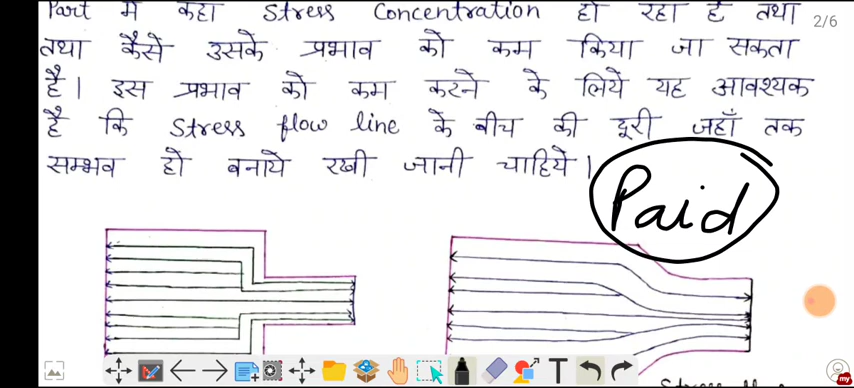 Part में कहा Stress Concentration हो रहा है तथा
2/6
तथा कैसे उसके प्रभाव को कम किया जा सकता
है। इस प्रभाव को कम करने के लिये यह आवश्यक
है कि Stress flow line के बीच की दूरी जहाँ तक
सम्भव हो बनाये रखी जानी चाहिये।
Paid
T
my